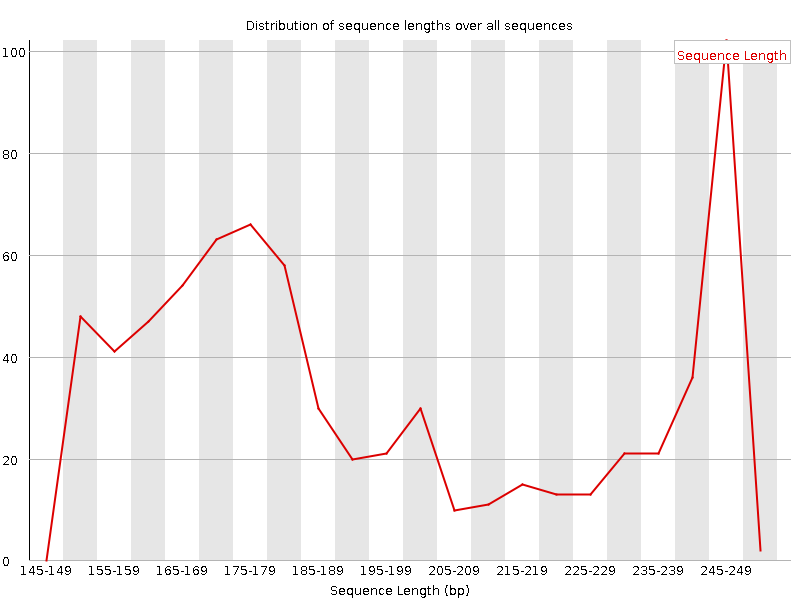 Distribution of sequence lengths over all sequences
Sequence Length
100
80
60
40
20
0
145-149 155-159 165-169 175-179 185-189 195-199 205-209 215-219 225-229 235-239 245-249
Sequence Length (bp)